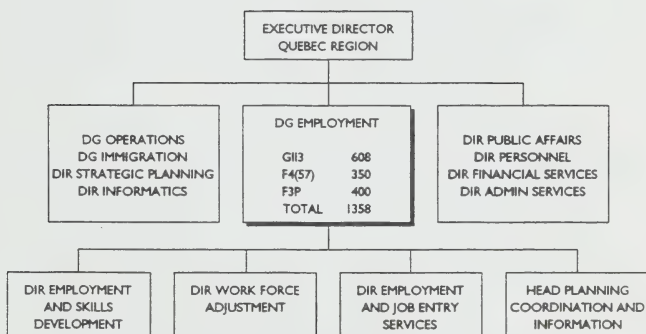 EXECUTIVE DIRECTOR
QUEBEC REGION
DG OPERATIONS
DG IMMIGRATION
DIR STRATEGIC PLANNING
DIR INFORMATICS
DG EMPLOYMENT
GII3 608
F4(57) 350
F3P 400
TOTAL 1358
DIR PUBLIC AFFAIRS
DIR PERSONNEL
DIR FINANCIAL SERVICES
DIR ADMIN SERVICES
DIR EMPLOYMENT
AND SKILLS
DEVELOPMENT
DIR WORK FORCE
ADJUSTMENT
DIR EMPLOYMENT
AND JOB ENTRY
SERVICES
HEAD PLANNING
COORDINATION AND
INFORMATION